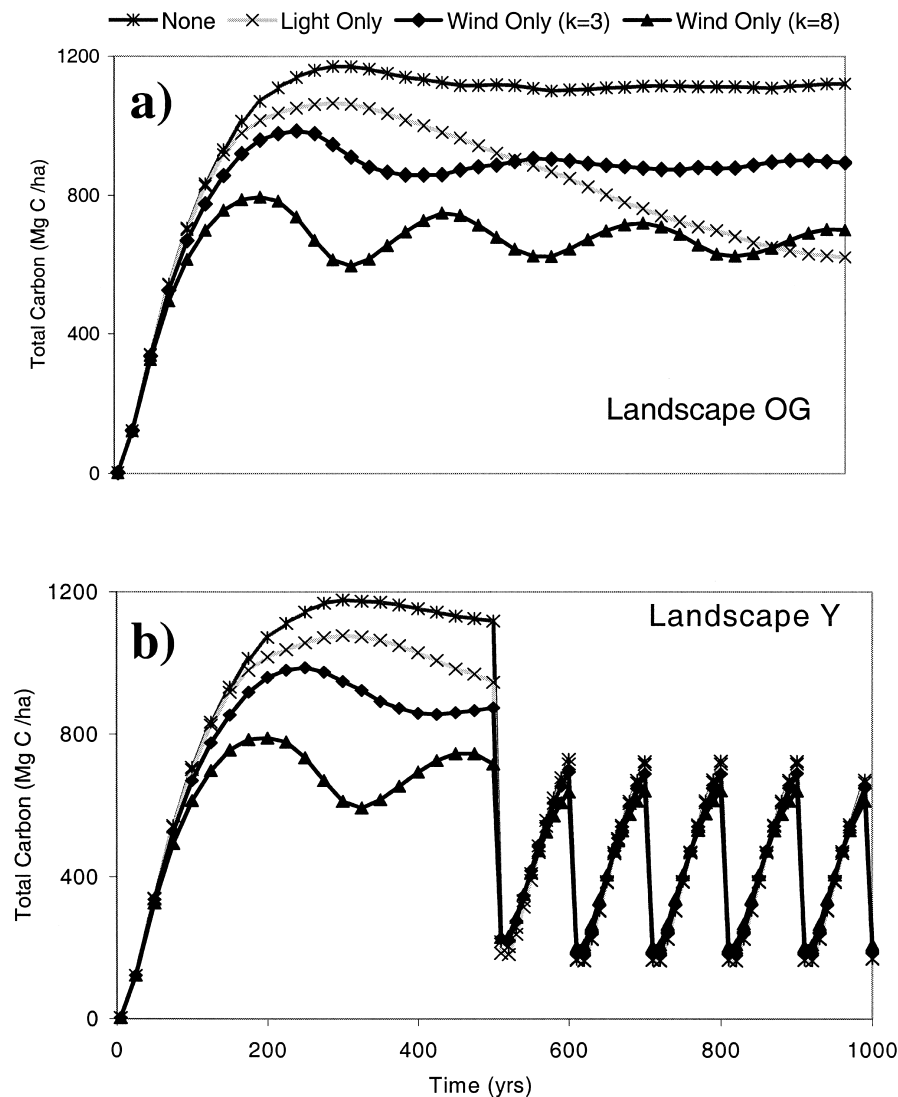 None Light Only Wind Only (k=3) Wind Only (k=8)
1200
a)
800
Total Carbon (Mg C /ha)
400
Landscape OG
0
1200
Landscape Y
b)
800
Total Carbon (Mg C /ha)
400
0
0 200 400 600 800 1000
Time (yrs)